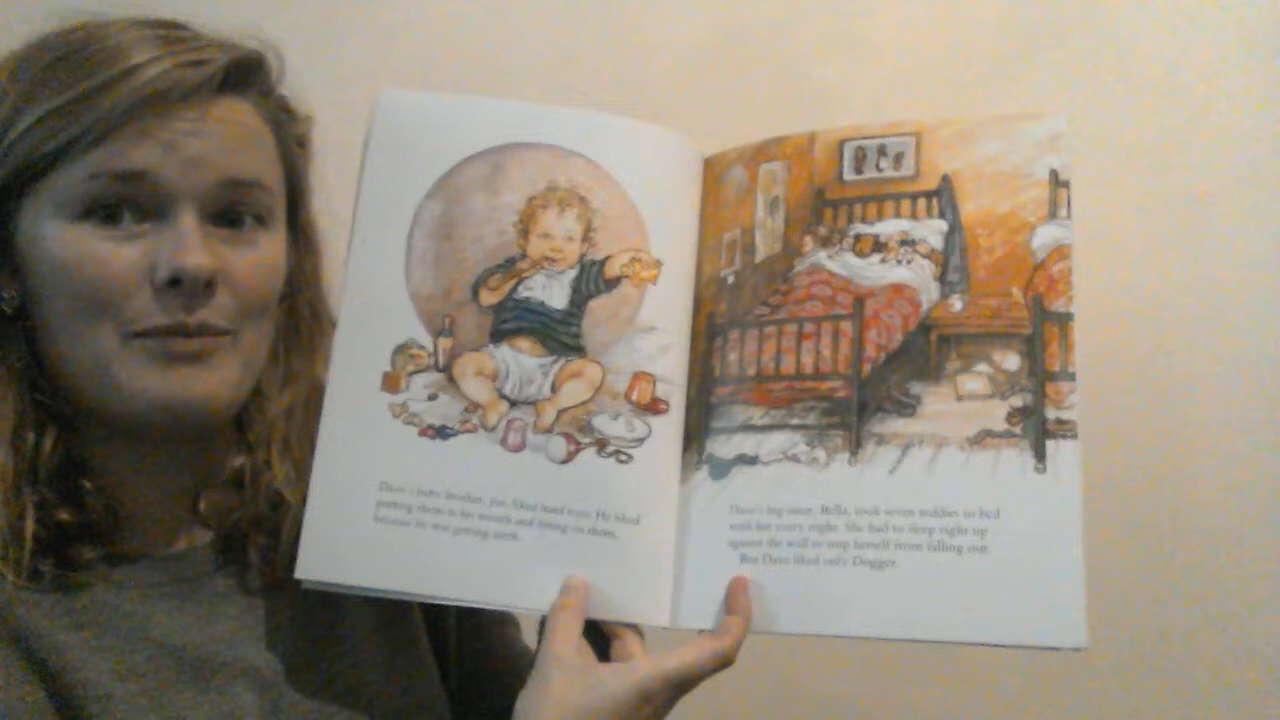 Dave's baby brother, Joe, liked hard toys. He liked
putting them in his mouth and biting on them,
because he was getting teeth.
Dave's big sister, Bella, took seven teddies to bed
with her every night. She had to sleep right up
against the wall to stop herself from falling out.
But Dave liked only Dogger.